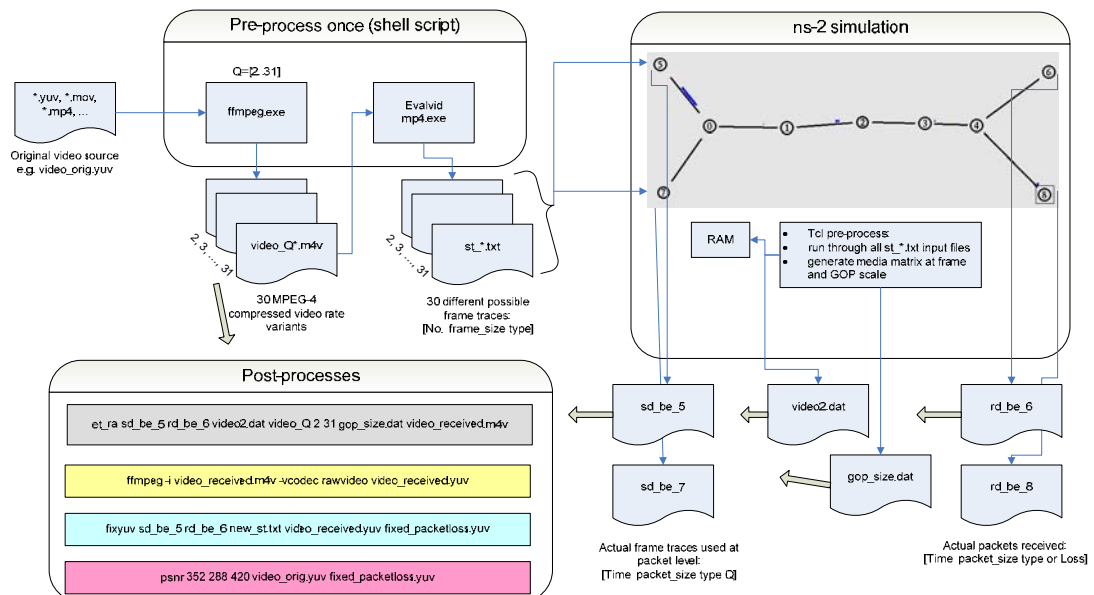 Pre-process once (shell script)
Q=[2..31]
*.yuv, *.mov,
*.mp4, ...
ffmpeg.exe
Evalvid
mp4.exe
Original video source
e.g. video_orig.yuv
video_Q*.m4v
2, 3, ..., 31
st_*.txt
2, 3, ..., 31
30 MPEG-4
compressed video rate
variants
30 different possible
frame traces:
[No. frame_size type]
ns-2 simulation
5
6
0
1
2
3
4
7
8
RAM
• Tcl pre-process:
• run through all st_*.txt input files
• generate media matrix at frame
and GOP scale
Post-processes
et_ra sd_be_5 rd_be_6 video2.dat video_Q 2 31 gop_size.dat video_received.m4v
ffmpeg -i video_received.m4v -vcodec rawvideo video_received.yuv
fixyuv sd_be_5 rd_be_6 new_st.txt video_received.yuv fixed_packetloss.yuv
psnr 352 288 420 video_orig.yuv fixed_packetloss.yuv
sd_be_5
video2.dat
rd_be_6
sd_be_7
gop_size.dat
rd_be_8
Actual frame traces used at
packet level:
[Time packet_size type Q]
Actual packets received:
[Time packet_size type or Loss]